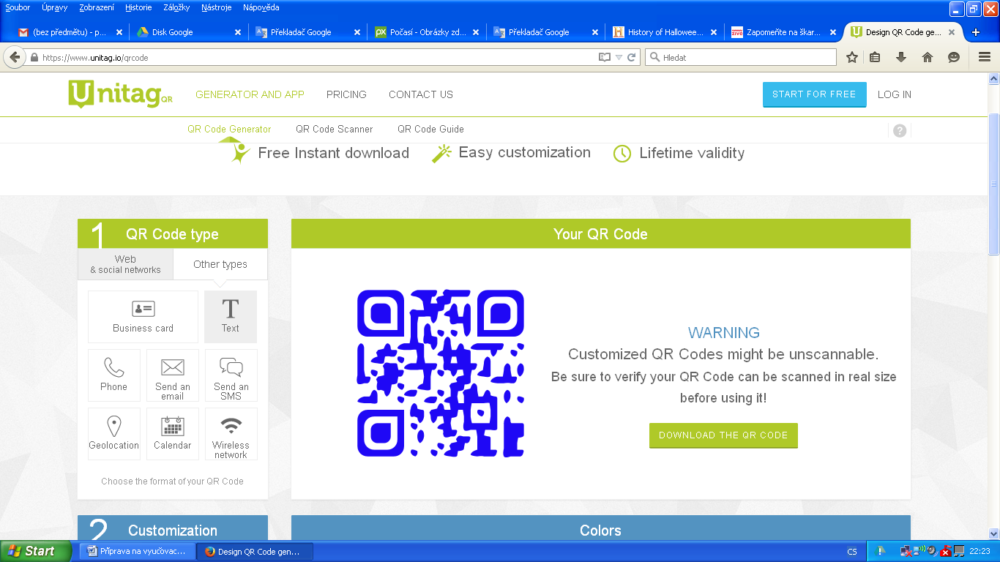 Soubor Úpravy Zobrazení Historie Záložky Nástroje Nápověda
(bez předmětu) - p... Disk Google Překladač Google Počasí - Obrázky zd... Překladač Google History of Hallowee... Zapomeňte na škar... Design QR Code ge...
https://www.unitag.io/qrcode Hledat
Unitag QR GENERATOR AND APP PRICING CONTACT US START FOR FREE LOG IN
QR Code Generator QR Code Scanner QR Code Guide ?
Free Instant download Easy customization Lifetime validity
1 QR Code type Your QR Code
Web
& social networks
Other types
Business card
T
Text
Phone
Send an
email
Send an
SMS
Geolocation
Calendar
Wireless
network
Choose the format of your QR Code
WARNING
Customized QR Codes might be unscannable.
Be sure to verify your QR Code can be scanned in real size
before using it!
DOWNLOAD THE QR CODE
2 Customization Colors
Start Příprava na vyučovac... Design QR Code gen... CS 22:23